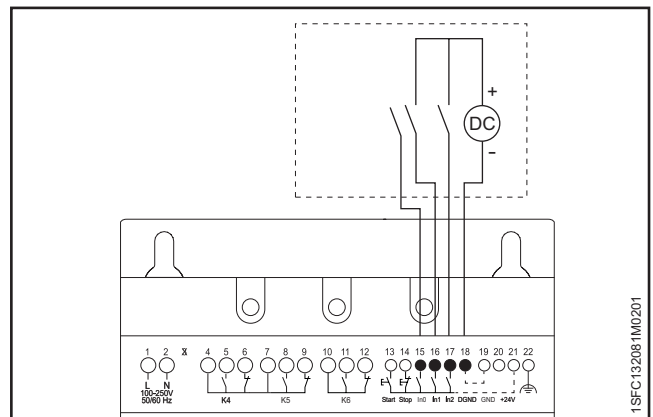 +
DC
-
1 2 4 5 6 7 8 9 10 11 12 13 14 15 16 17 18 19 20 21 22
L N K4 K5 K6 Start Stop In0 In1 In2 DGND GND +24V
100-250V
50/60 Hz
1SFC132081M0201